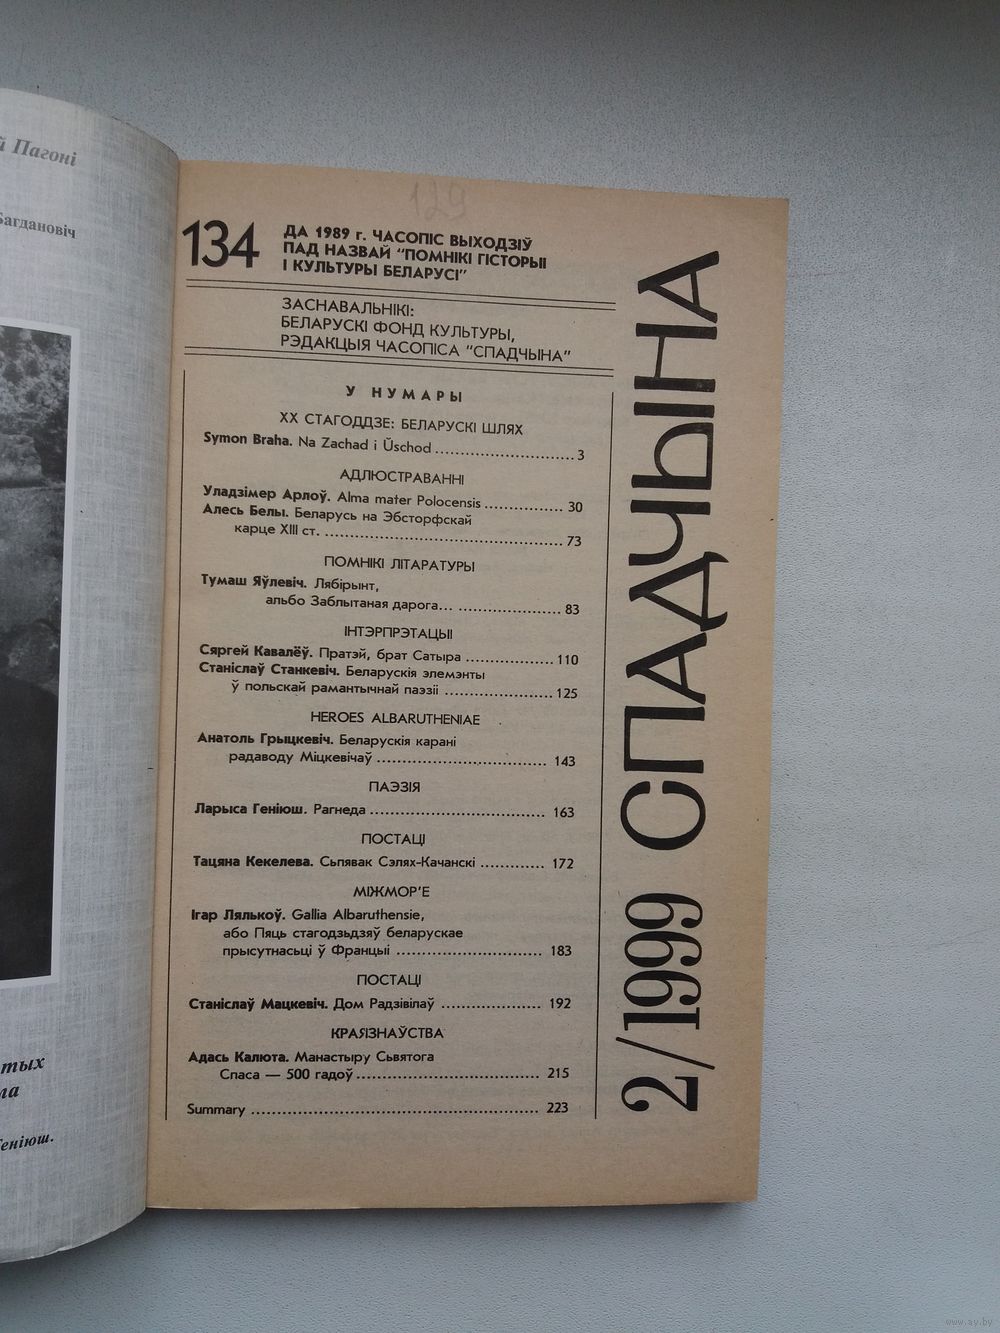 й Пагоні
Багдановіч
тых
ла
Геніюш.
129
134
ДА 1989 г. ЧАСОПІС ВЫХОДЗІЎ
ПАД НАЗВАЙ "ПОМНІКІ ГІСТОРЫІ
І КУЛЬТУРЫ БЕЛАРУСІ"
ЗАСНАВАЛЬНІКІ:
БЕЛАРУСКІ ФОНД КУЛЬТУРЫ,
РЭДАКЦЫЯ ЧАСОПІСА "СПАДЧЫНА"
У НУМАРЫ
XX СТАГОДДЗЕ: БЕЛАРУСКІ ШЛЯХ
Symon Braha. Na Zachad i Ŭschod ............................3
АДЛЮСТРАВАННІ
Уладзімер Арлоў. Alma mater Polocensis ................ 30
Алесь Белы. Беларусь на Эбсторфскай
карце XIII ст. ................................................. 73
ПОМНІКІ ЛІТАРАТУРЫ
Тумаш Яўлевіч. Лябірынт,
альбо Заблытаная дарога... ..................... 83
ІНТЭРПРЭТАЦЫІ
Сяргей Кавалёў. Пратэй, брат Сатыра ..................110
Станіслаў Станкевіч. Беларускія элемэнты
ў польскай рамантычнай паэзіі ......................125
HEROES ALBARUTHENIAE
Анатоль Грыцкевіч. Беларускія карані
радаводу Міцкевічаў .................................. 143
ПАЭЗІЯ
Ларыса Геніюш. Рагнеда ................................... 163
ПОСТАЦІ
Тацяна Кекелева. Сьпявак Сэлях-Качанскі ............. 172
МІЖМОР'Е
Ігар Лялькоў. Gallia Albaruthensie,
або Пяць стагодзьдзяў беларускае
прысутнасьці ў Францыі ............................. 183
ПОСТАЦІ
Станіслаў Мацкевіч. Дом Радзівілаў .................... 192
КРАЯЗНАЎСТВА
Адась Калюта. Манастыру Сьвятога
Спаса — 500 гадоў ..................................... 215
Summary ......................................................... 223
2/1999 СПАДЧЫНА
www.ay.by